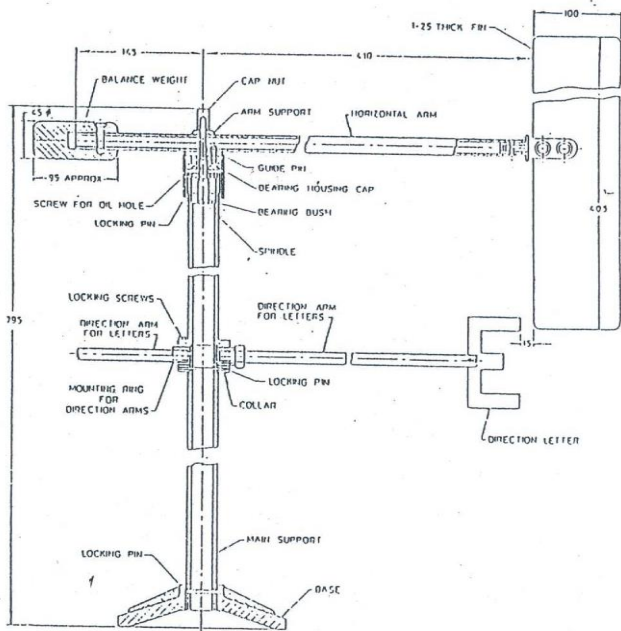 100
1·25 THICK FIN
145
410
BALANCE WEIGHT
CAP NUT
ARM SUPPORT
HORIZONTAL ARM
45 φ
GUIDE PIN
95 APPROX
BEARING HOUSING CAP
SCREW FOR OIL HOLE
BEARING BUSH
LOCKING PIN
SPINDLE
405
795
LOCKING SCREWS
DIRECTION ARM
FOR LETTERS
DIRECTION ARM
FOR LETTERS
15
LOCKING PIN
MOUNTING RING
FOR
DIRECTION ARMS
COLLAR
E
DIRECTION LETTER
MAIN SUPPORT
LOCKING PIN
BASE